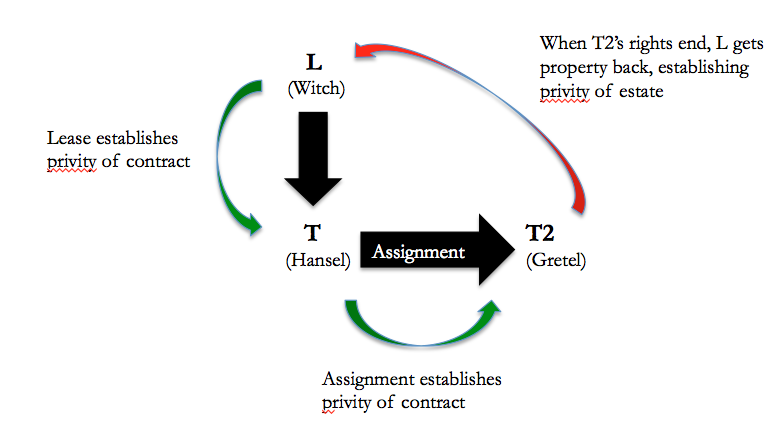 When T2’s rights end, L gets
property back, establishing
privity of estate
L
(Witch)
Lease establishes
privity of contract
T
(Hansel)
Assignment
T2
(Gretel)
Assignment establishes
privity of contract